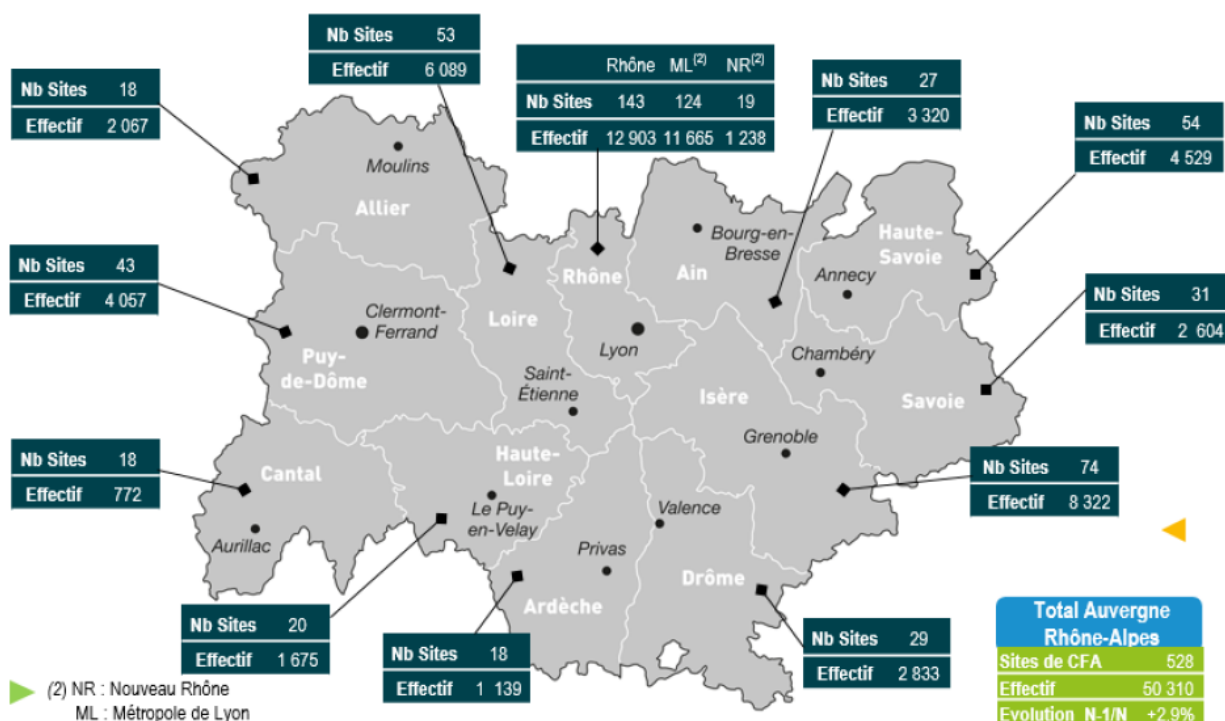 Nb Sites 53
Effectif 6 089
Rhône ML(2) NR(2)
Nb Sites 143 124 19
Effectif 12 903 11 665 1 238
Nb Sites 27
Effectif 3 320
Nb Sites 18
Effectif 2 067
Nb Sites 54
Effectif 4 529
Moulins
Allier
Bourg-en-
Bresse
Haute-
Savoie
Rhône
Ain
Annecy
Nb Sites 43
Effectif 4 057
Clermont-
Ferrand
Loire
Lyon
Nb Sites 31
Effectif 2 604
Puy-
de-Dôme
Chambéry
Saint-
Étienne
Isère
Savoie
Grenoble
Nb Sites 18
Effectif 772
Cantal
Haute-
Loire
Nb Sites 74
Effectif 8 322
Le Puy-
en-Velay
Valence
Aurillac
Privas
Drôme
Ardèche
Nb Sites 20
Effectif 1 675
Nb Sites 18
Effectif 1 139
Nb Sites 29
Effectif 2 833
Total Auvergne
Rhône-Alpes
Sites de CFA 528
Effectif 50 310
Evolution N-1/N +2.9%
(2) NR : Nouveau Rhône
ML : Métropole de Lyon